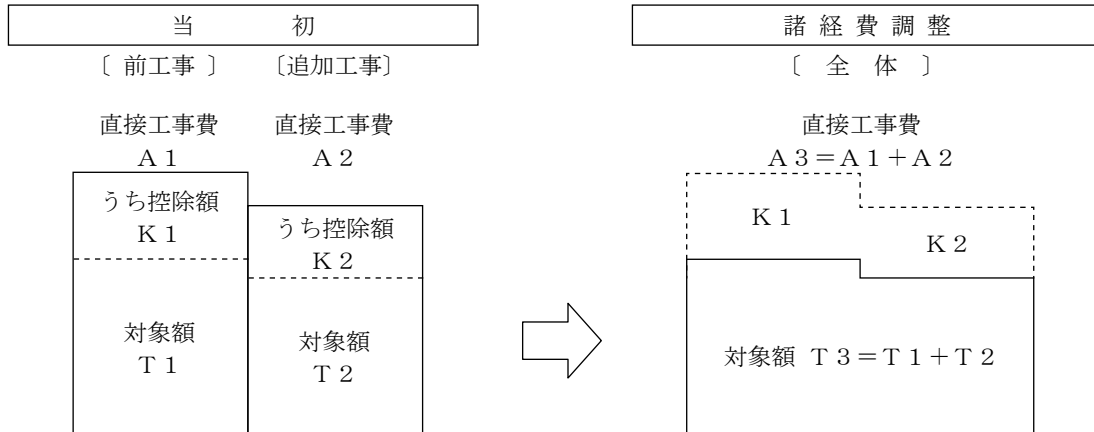 当　　　初
〔 前工事 〕　〔追加工事〕
直接工事費　直接工事費
Ａ１　Ａ２
うち控除額
Ｋ１
うち控除額
Ｋ２
対象額
Ｔ１
対象額
Ｔ２
諸 経 費 調 整
〔　全　体　〕
直接工事費
Ａ３＝Ａ１＋Ａ２
Ｋ１
Ｋ２
対象額 Ｔ３＝Ｔ１＋Ｔ２